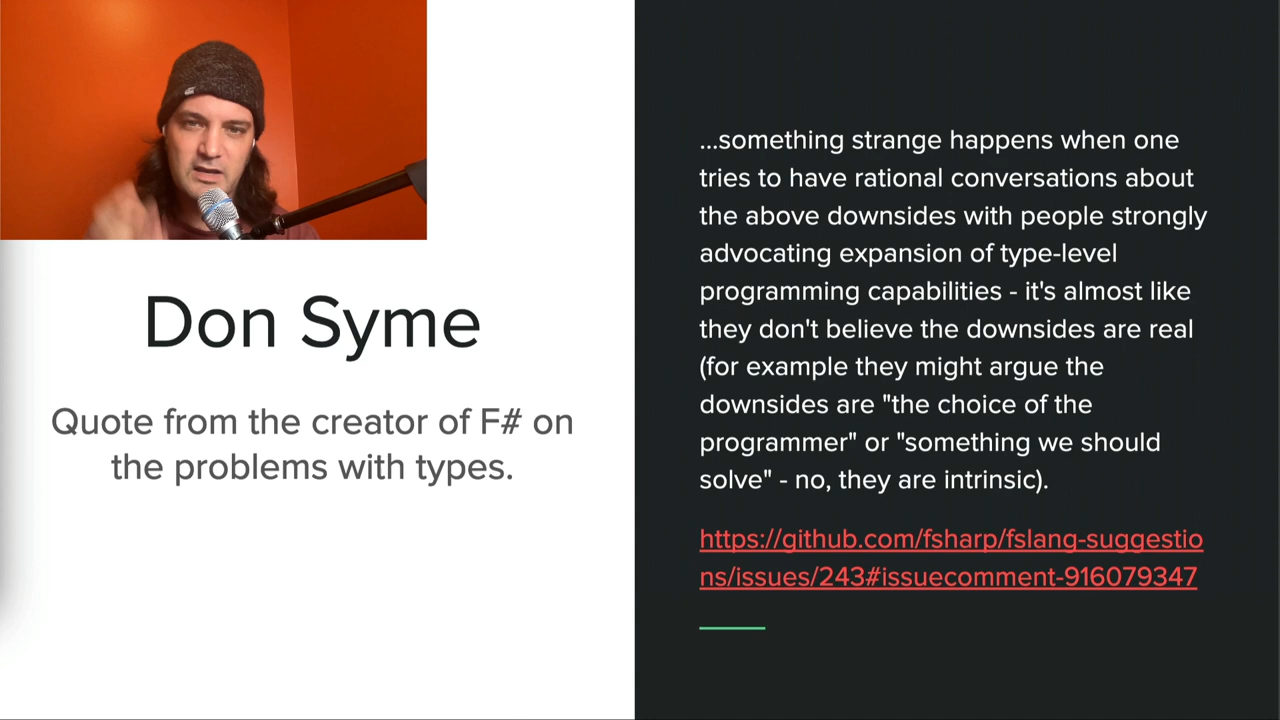 Don Syme
Quote from the creator of F# on
the problems with types.
...something strange happens when one
tries to have rational conversations about
the above downsides with people strongly
advocating expansion of type-level
programming capabilities - it's almost like
they don't believe the downsides are real
(for example they might argue the
downsides are "the choice of the
programmer" or "something we should
solve" - no, they are intrinsic).
https://github.com/fsharp/fslang-suggestio
ns/issues/243#issuecomment-916079347